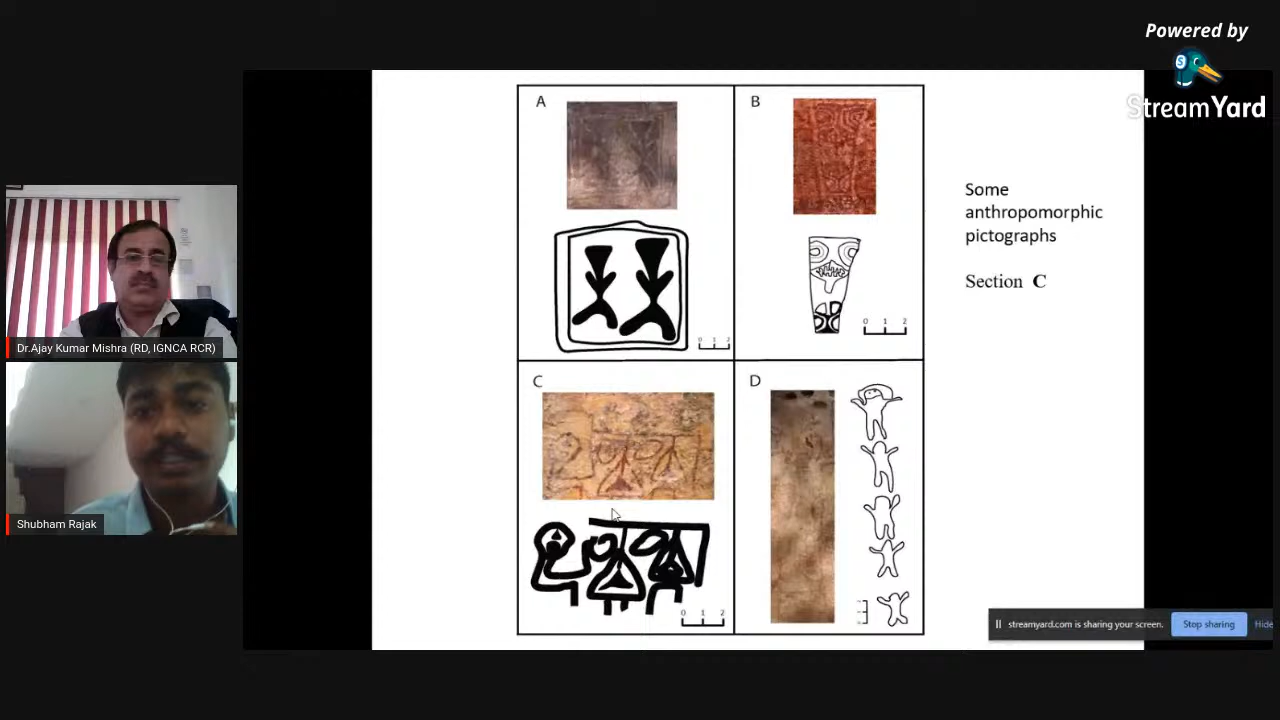 Powered by
StreamYard
A
B
Some
anthropomorphic
pictographs
Section C
0 1 2
0 1 2
Dr.Ajay Kumar Mishra (RD, IGNCA RCR)
C
D
Shubham Rajak
0 1 2
streamyard.com is sharing your screen.
Stop sharing
Hide